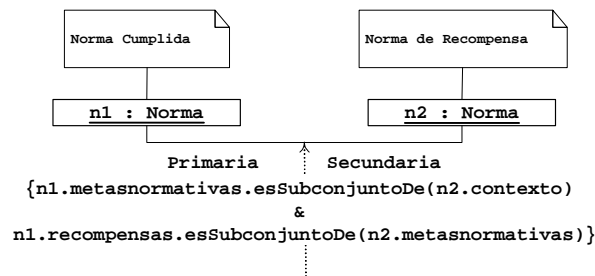 Norma Cumplida
Norma de Recompensa
n1 : Norma
n2 : Norma
Primaria
Secundaria
{n1.metasnormativas.esSubconjuntoDe(n2.contexto)
&
n1.recompensas.esSubconjuntoDe(n2.metasnormativas)}